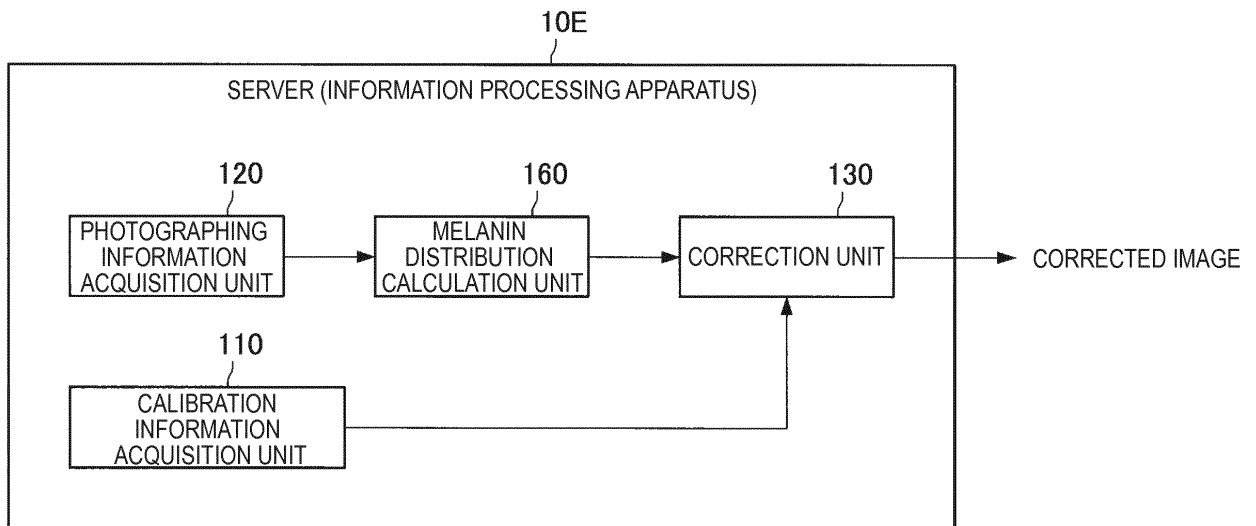 10E
SERVER (INFORMATION PROCESSING APPARATUS)
120
PHOTOGRAPHING
INFORMATION
ACQUISITION UNIT
160
MELANIN
DISTRIBUTION
CALCULATION UNIT
130
CORRECTION UNIT
CORRECTED IMAGE
110
CALIBRATION
INFORMATION
ACQUISITION UNIT